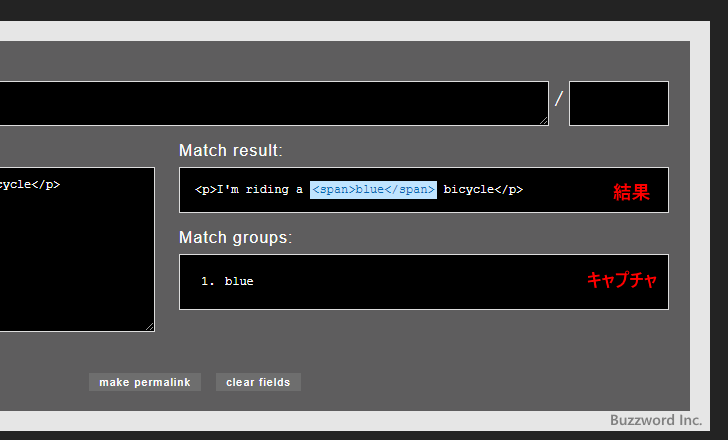 /
Match result:
cycle</p>
<p>I'm riding a <span>blue</span> bicycle</p>
結果
Match groups:
1. blue
キャプチャ
make permalink
clear fields
Buzzword Inc.